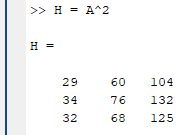 >> H = A^2
H =
29 60 104
34 76 132
32 68 125